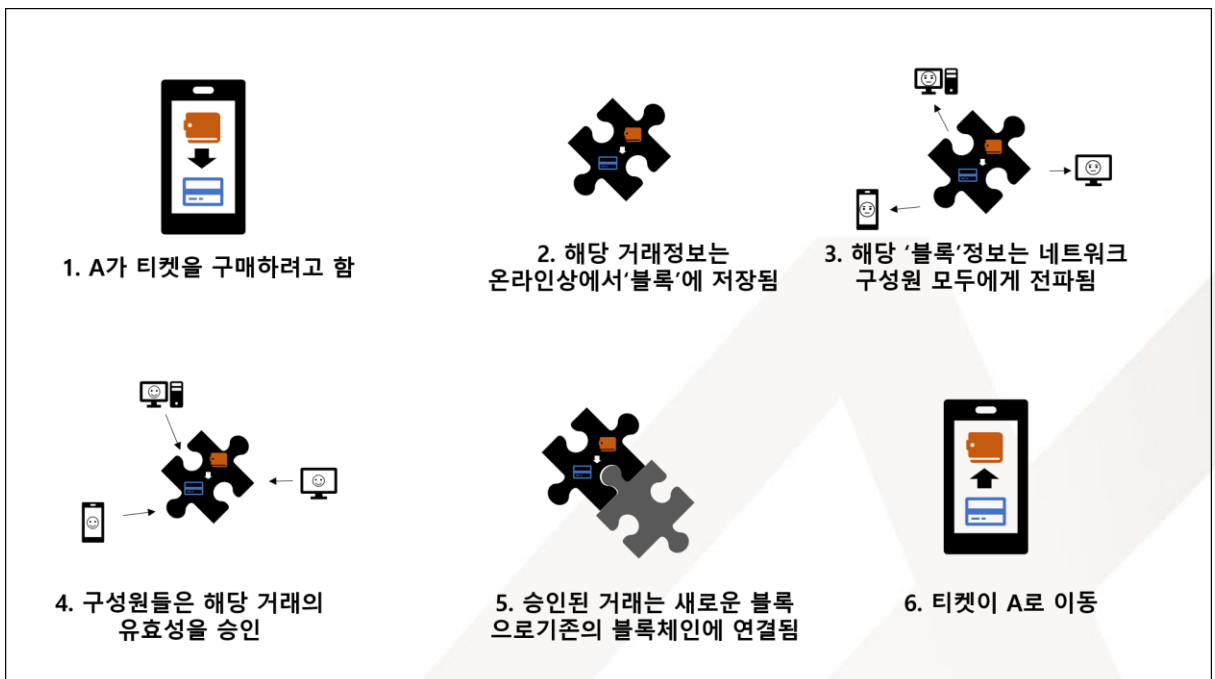 1. A가 티켓을 구매하려고 함
2. 해당 거래정보는
온라인상에서‘블록’에 저장됨
3. 해당 ‘블록’정보는 네트워크
구성원 모두에게 전파됨
4. 구성원들은 해당 거래의
유효성을 승인
5. 승인된 거래는 새로운 블록
으로기존의 블록체인에 연결됨
6. 티켓이 A로 이동